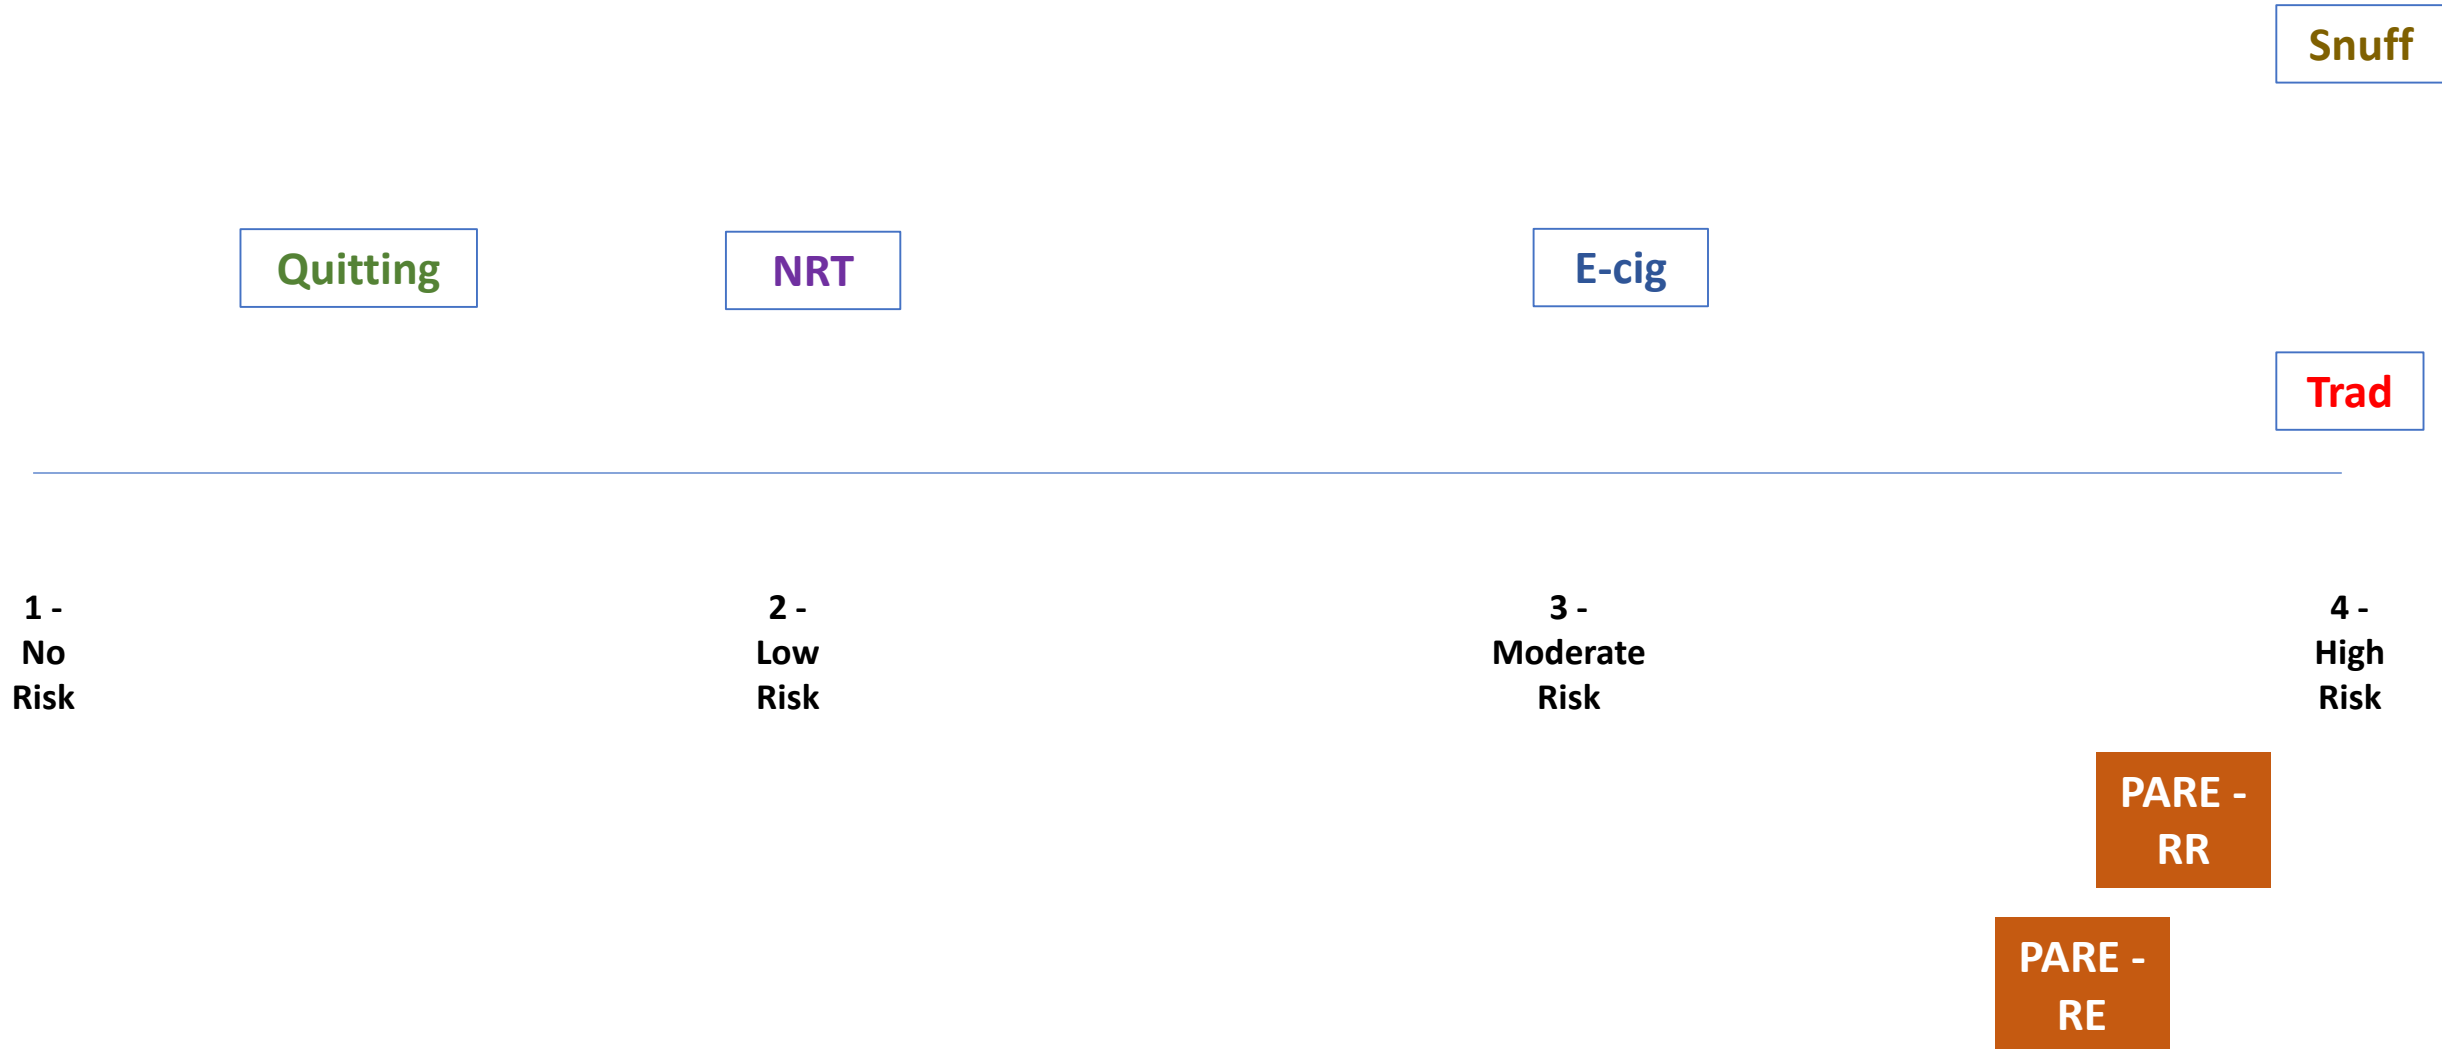 Snuff
Quitting
NRT
E-cig
Trad
1 -
No
Risk
2 -
Low
Risk
3 -
Moderate
Risk
4 -
High
Risk
PARE -
RR
PARE -
RE